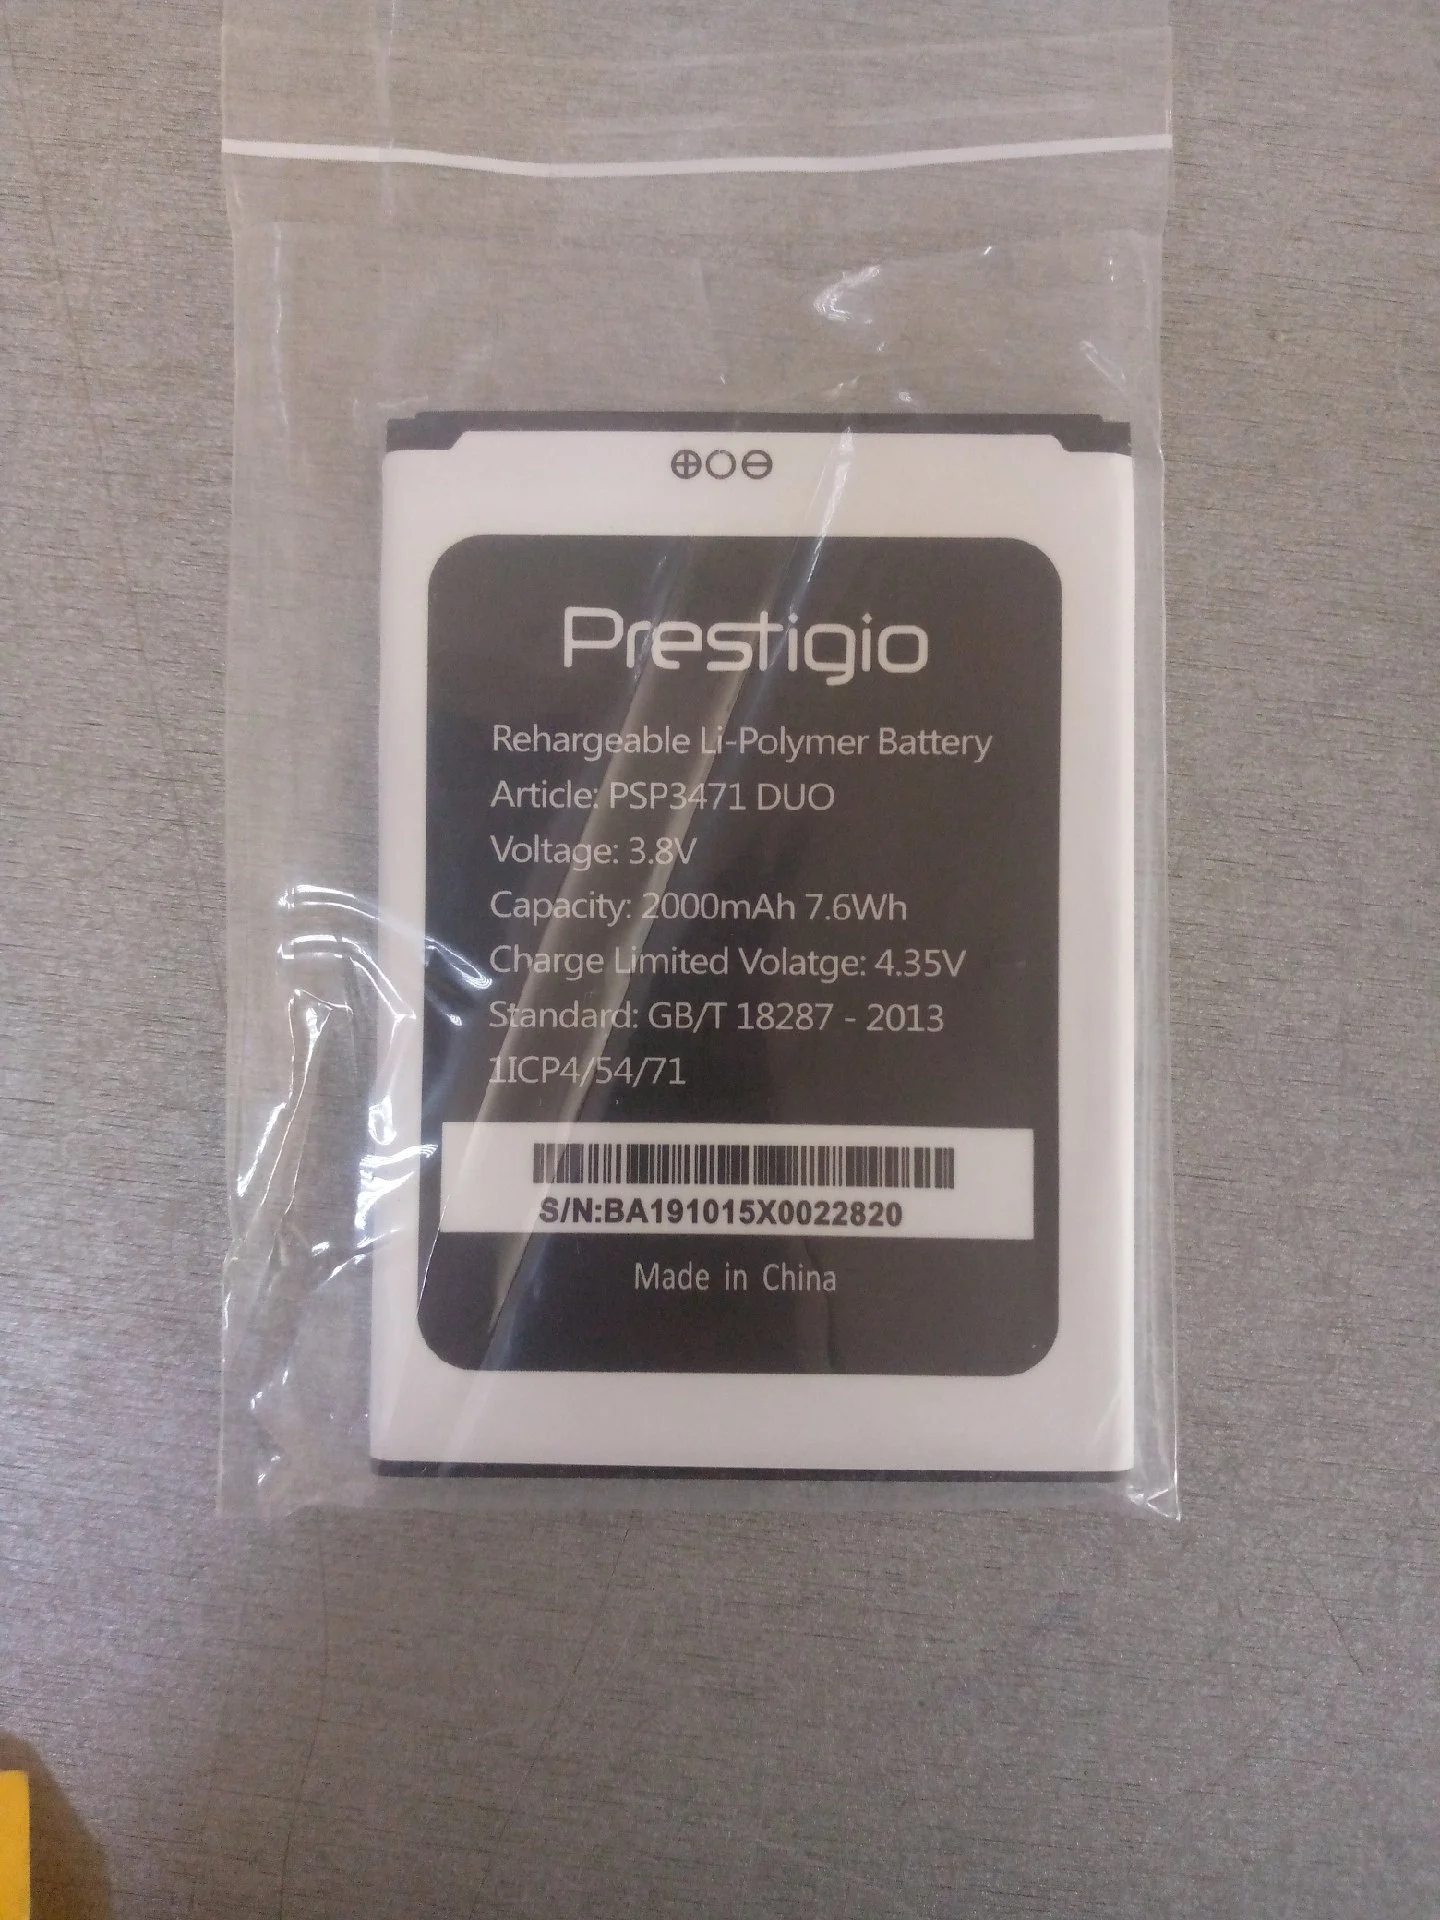 Prestigio
Rehargeable Li-Polymer Battery
Article: PSP3471 DUO
Voltage: 3.8V
Capacity: 2000mAh 7.6Wh
Charge Limited Volatge: 4.35V
Standard: GB/T 18287 - 2013
1ICP4/54/71
S/N:BA191015X0022820
Made in China